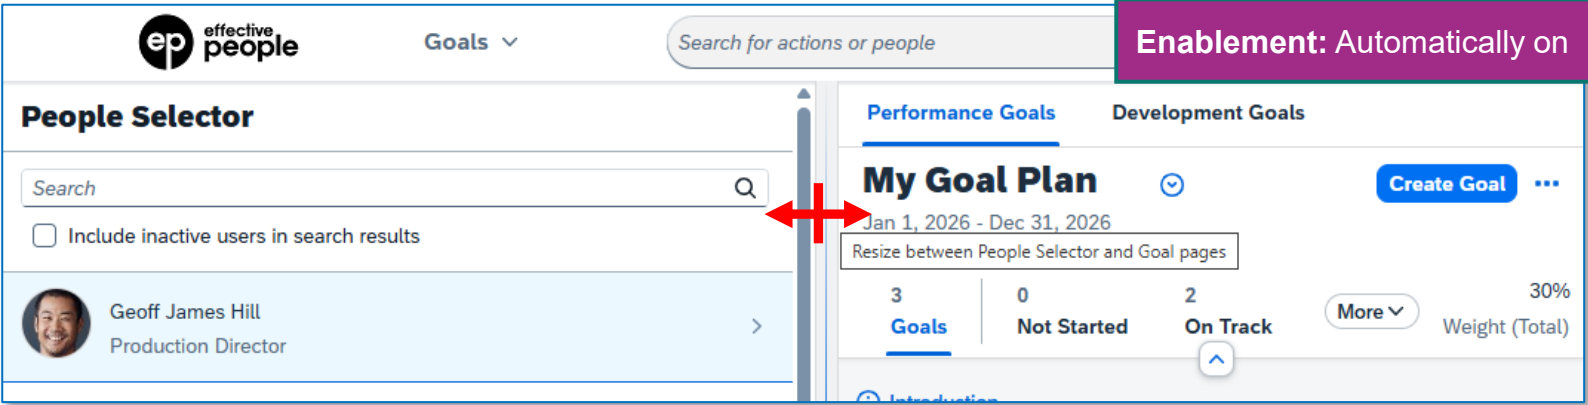 ep effective people
Goals
Search for actions or people
Enablement: Automatically on
People Selector
Search
Include inactive users in search results
Geoff James Hill
Production Director
Performance Goals
Development Goals
My Goal Plan
Create Goal
Jan 1, 2026 - Dec 31, 2026
Resize between People Selector and Goal pages
3
Goals
0
Not Started
2
On Track
More
30%
Weight (Total)
Introduction